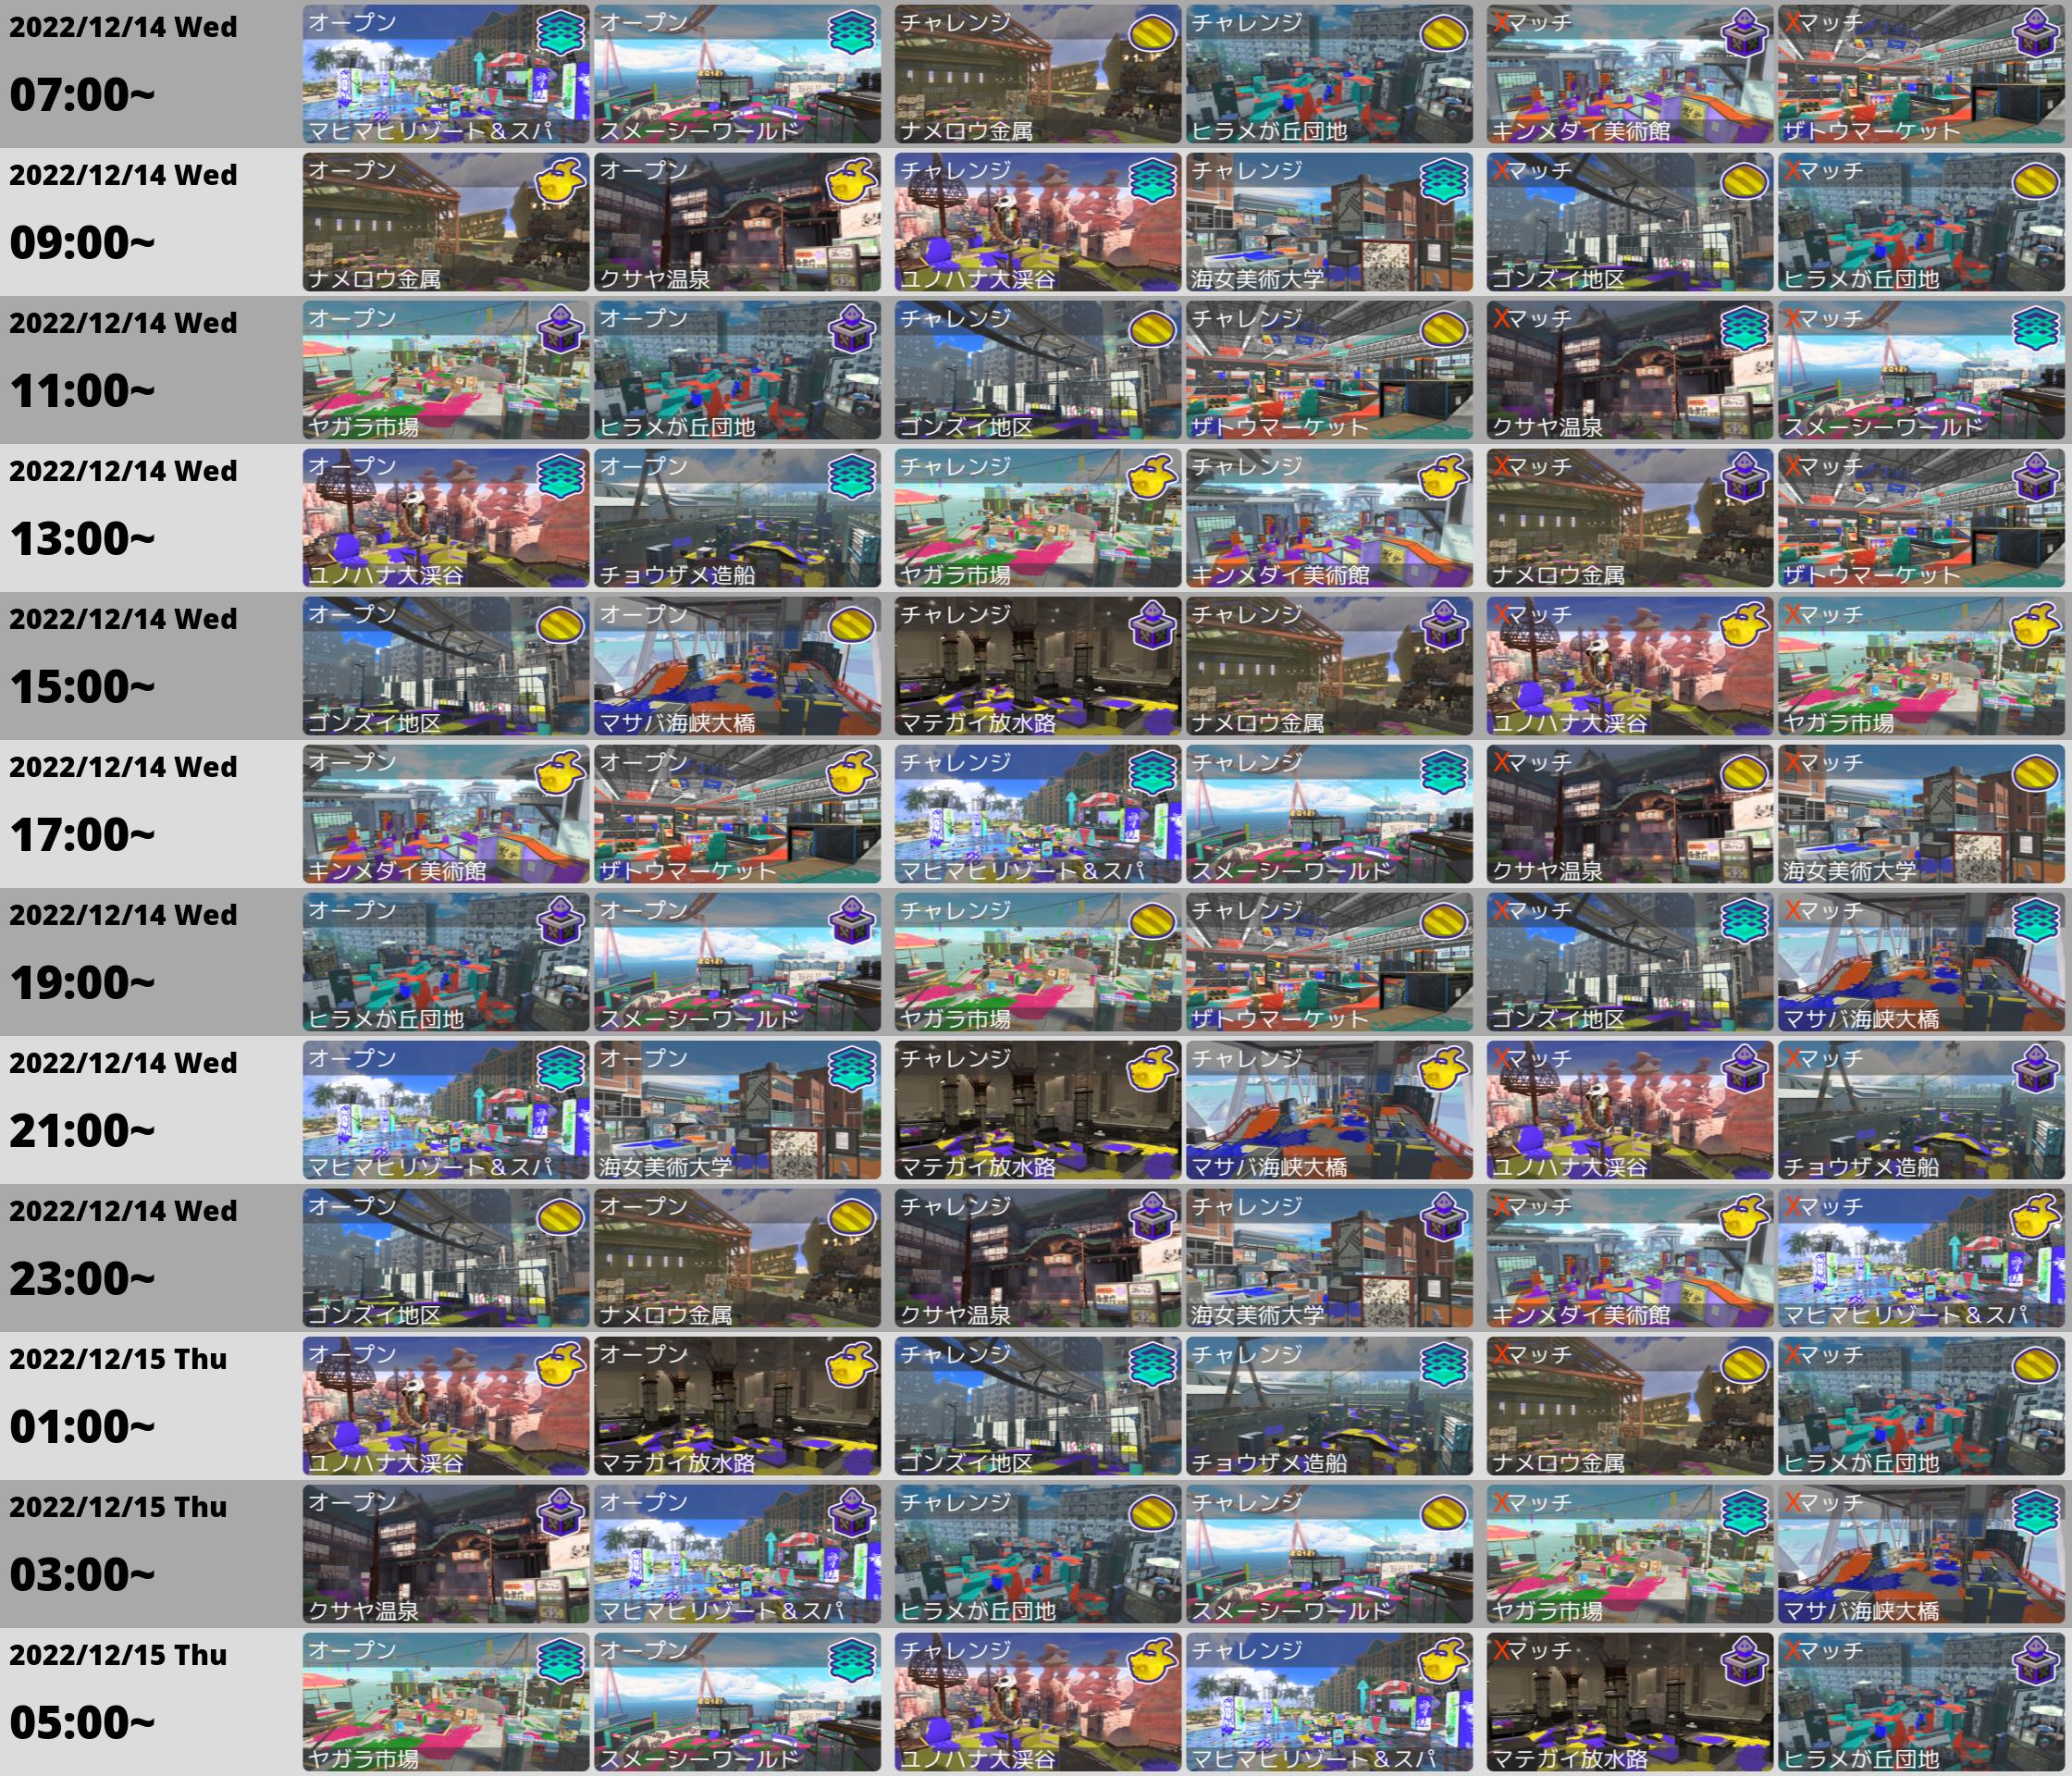 2022/12/14 Wed
07:00~
オープン オープン チャレンジ チャレンジ Xマッチ Xマッチ
マヒマヒリゾート&スパ スメーシーワールド ナメロウ金属 ヒラメが丘団地 キンメダイ美術館 ザトウマーケット
2022/12/14 Wed
09:00~
オープン オープン チャレンジ チャレンジ Xマッチ Xマッチ
ナメロウ金属 クサヤ温泉 ユノハナ大渓谷 海女美術大学 ゴンズイ地区 ヒラメが丘団地
2022/12/14 Wed
11:00~
オープン オープン チャレンジ チャレンジ Xマッチ Xマッチ
ヤガラ市場 ヒラメが丘団地 ゴンズイ地区 ザトウマーケット クサヤ温泉 スメーシーワールド
2022/12/14 Wed
13:00~
オープン オープン チャレンジ チャレンジ Xマッチ Xマッチ
ユノハナ大渓谷 チョウザメ造船 ヤガラ市場 キンメダイ美術館 ナメロウ金属 ザトウマーケット
2022/12/14 Wed
15:00~
オープン オープン チャレンジ チャレンジ Xマッチ Xマッチ
ゴンズイ地区 マサバ海峡大橋 マテガイ放水路 ナメロウ金属 ユノハナ大渓谷 ヤガラ市場
2022/12/14 Wed
17:00~
オープン オープン チャレンジ チャレンジ Xマッチ Xマッチ
キンメダイ美術館 ザトウマーケット マヒマヒリゾート&スパ スメーシーワールド クサヤ温泉 海女美術大学
2022/12/14 Wed
19:00~
オープン オープン チャレンジ チャレンジ Xマッチ Xマッチ
ヒラメが丘団地 スメーシーワールド ヤガラ市場 ザトウマーケット ゴンズイ地区 マサバ海峡大橋
2022/12/14 Wed
21:00~
オープン オープン チャレンジ チャレンジ Xマッチ Xマッチ
マヒマヒリゾート&スパ 海女美術大学 マテガイ放水路 マサバ海峡大橋 ユノハナ大渓谷 チョウザメ造船
2022/12/14 Wed
23:00~
オープン オープン チャレンジ チャレンジ Xマッチ Xマッチ
ゴンズイ地区 ナメロウ金属 クサヤ温泉 海女美術大学 キンメダイ美術館 マヒマヒリゾート&スパ
2022/12/15 Thu
01:00~
オープン オープン チャレンジ チャレンジ Xマッチ Xマッチ
ユノハナ大渓谷 マテガイ放水路 ゴンズイ地区 チョウザメ造船 ナメロウ金属 ヒラメが丘団地
2022/12/15 Thu
03:00~
オープン オープン チャレンジ チャレンジ Xマッチ Xマッチ
クサヤ温泉 マヒマヒリゾート&スパ ヒラメが丘団地 スメーシーワールド ヤガラ市場 マサバ海峡大橋
2022/12/15 Thu
05:00~
オープン オープン チャレンジ チャレンジ Xマッチ Xマッチ
ヤガラ市場 スメーシーワールド ユノハナ大渓谷 マヒマヒリゾート&スパ マテガイ放水路 ヒラメが丘団地